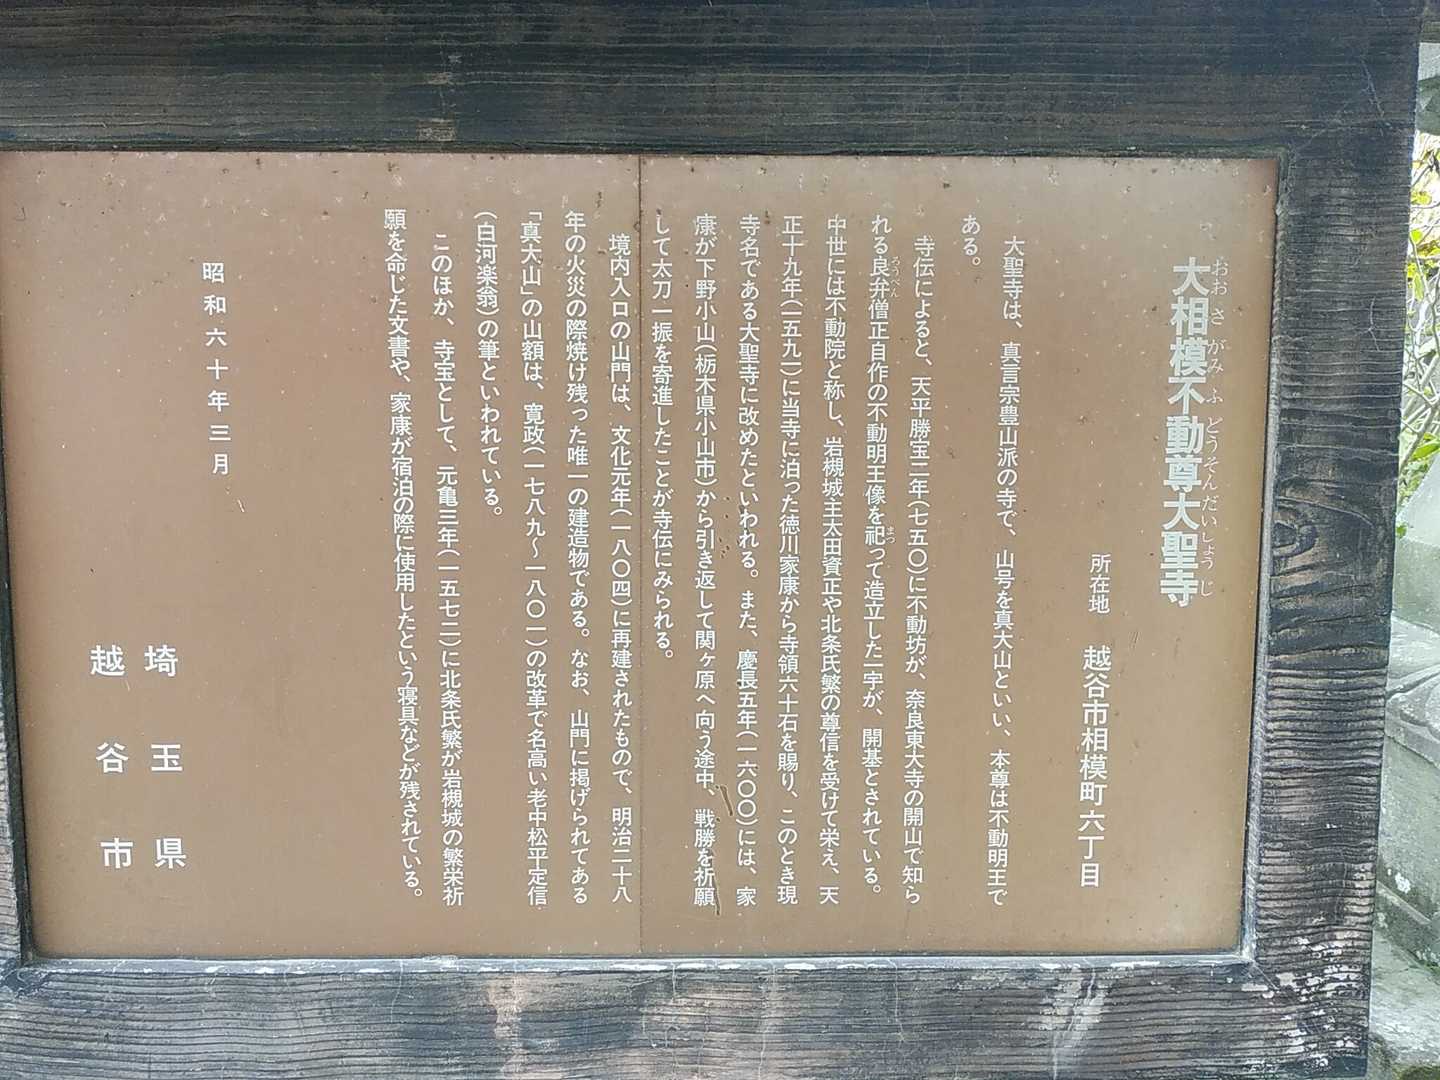 大相模不動尊大聖寺
おおさがみふどうそんだいしょうじ
所在地 越谷市相模町六丁目
大聖寺は、真言宗豊山派の寺で、山号を真大山といい、本尊は不動明王で
ある。
寺伝によると、天平勝宝二年(七五〇)に不動坊が、奈良東大寺の開山で知ら
れる良弁僧正自作の不動明王像を祀って造立した一宇が、開基とされている。
ろうべん
まつ
中世には不動院と称し、岩槻城主太田資正や北条氏繁の尊信を受けて栄え、天
正十九年(一五九一)に当寺に泊った徳川家康から寺領六十石を賜り、このとき現
寺名である大聖寺に改めたといわれる。また、慶長五年(一六〇〇)には、家
康が下野小山(栃木県小山市)から引き返して関ヶ原へ向う途中、戦勝を祈願
して太刀一振を寄進したことが寺伝にみられる。
境内入口の山門は、文化元年(一八〇四)に再建されたもので、明治二十八
年の火災の際焼け残った唯一の建造物である。なお、山門に掲げられてある
「真大山」の山額は、寛政(一七八九～一八〇一)の改革で名高い老中松平定信
(白河楽翁)の筆といわれている。
このほか、寺宝として、元亀三年(一五七二)に北条氏繁が岩槻城の繁栄祈
願を命じた文書や、家康が宿泊の際に使用したという寝具などが残されている。
昭和六十年三月
埼玉県
越谷市